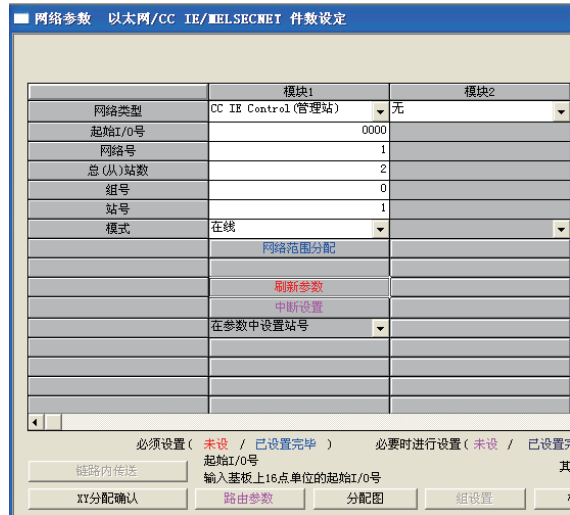 网络参数 以太网/CC IE/MELSECNET 件数设定
模块1 模块2
网络类型 CC IE Control(管理站) 无
起始I/O号 0000
网络号 1
总(从)站数 2
组号 0
站号 1
模式 在线
网络范围分配
刷新参数
中断设置
在参数中设置站号
必须设置( 未设 / 已设置完毕 ) 必要时进行设置( 未设 / 已设置
起始I/O号
链路内传送 输入基板上16点单位的起始I/O号 其
XY分配确认 路由参数 分配图 组设置